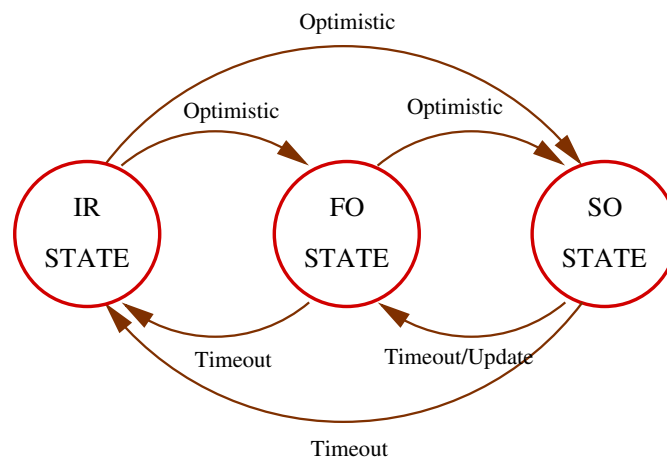 Optimistic
Optimistic
Optimistic
IR
STATE
FO
STATE
SO
STATE
Timeout
Timeout/Update
Timeout